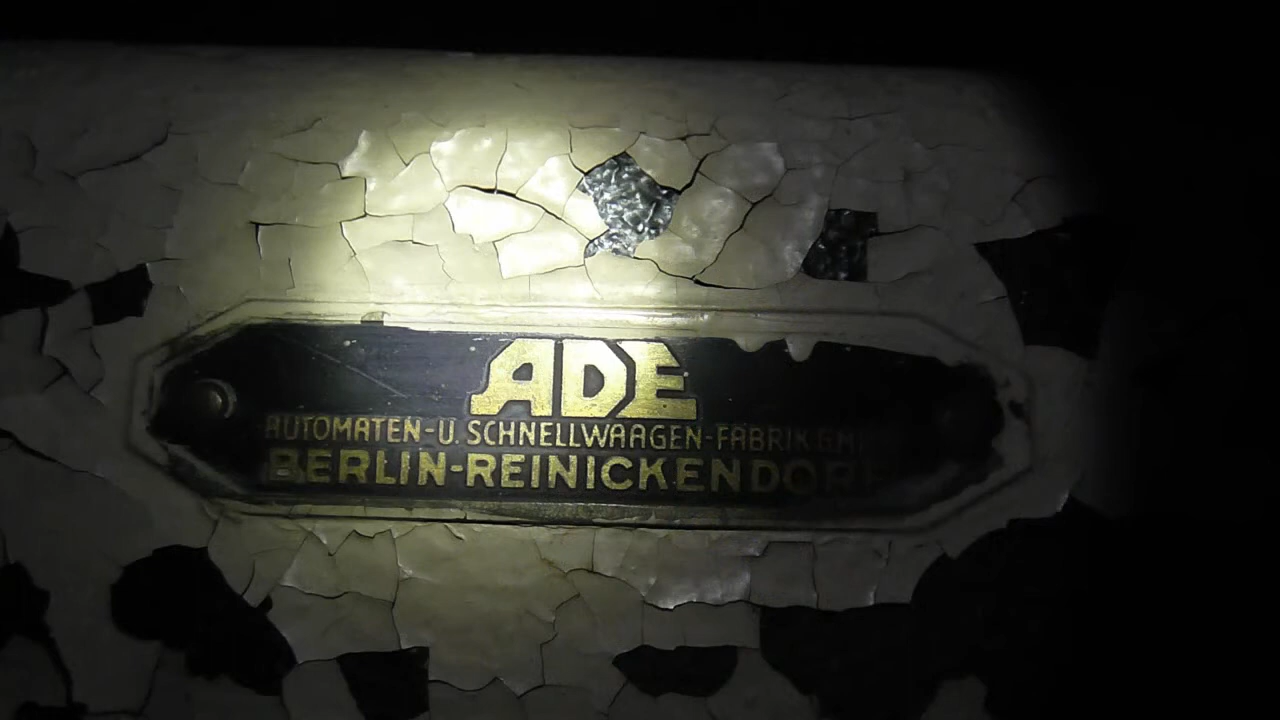 ADE
AUTOMATEN-U. SCHNELLWAAGEN-FABRIK G.M.
BERLIN-REINICKENDORF